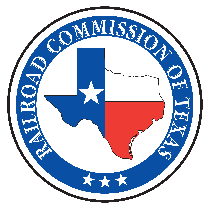 RAILROAD COMMISSION OF TEXAS